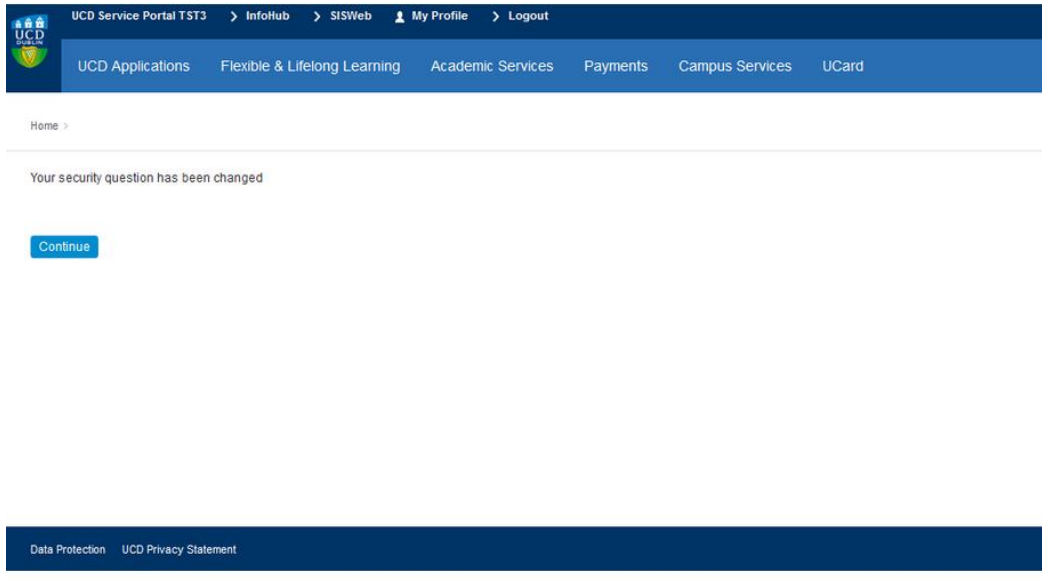 UCD Service Portal TST3 > InfoHub > SISWeb My Profile > Logout
UCD
DUBLIN
UCD Applications Flexible & Lifelong Learning Academic Services Payments Campus Services UCard
Home >
Your security question has been changed
Continue
Data Protection UCD Privacy Statement